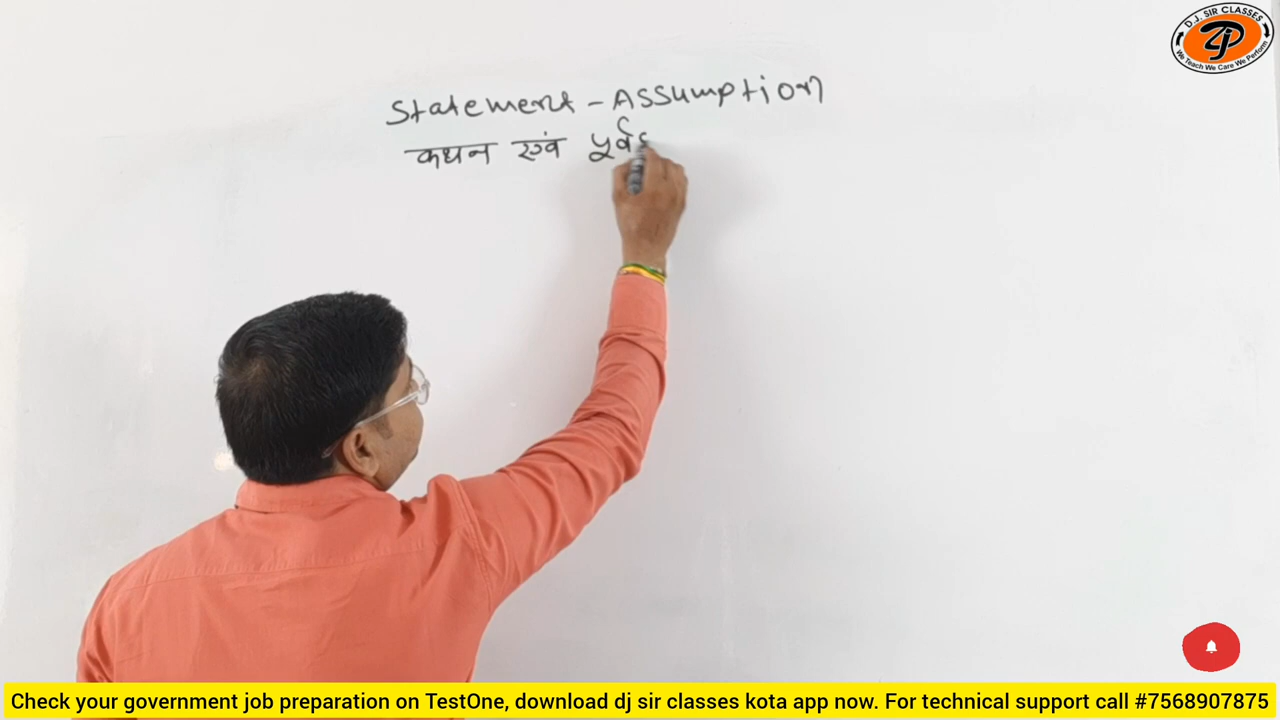 D.J. SIR CLASSES
We Teach We Care We Perform
Statement - Assumption
कथन एवं पूर्व
Check your government job preparation on TestOne, download dj sir classes kota app now. For technical support call #7568907875